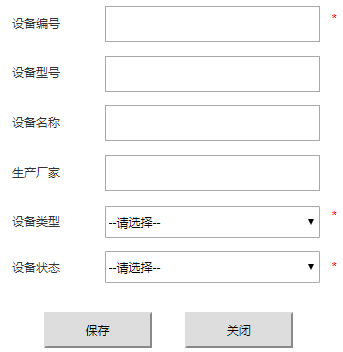 设备编号 *
设备型号
设备名称
生产厂家
设备类型 --请选择-- *
设备状态 --请选择-- *
保存 关闭